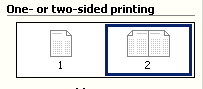 One- or two-sided printing
1 2